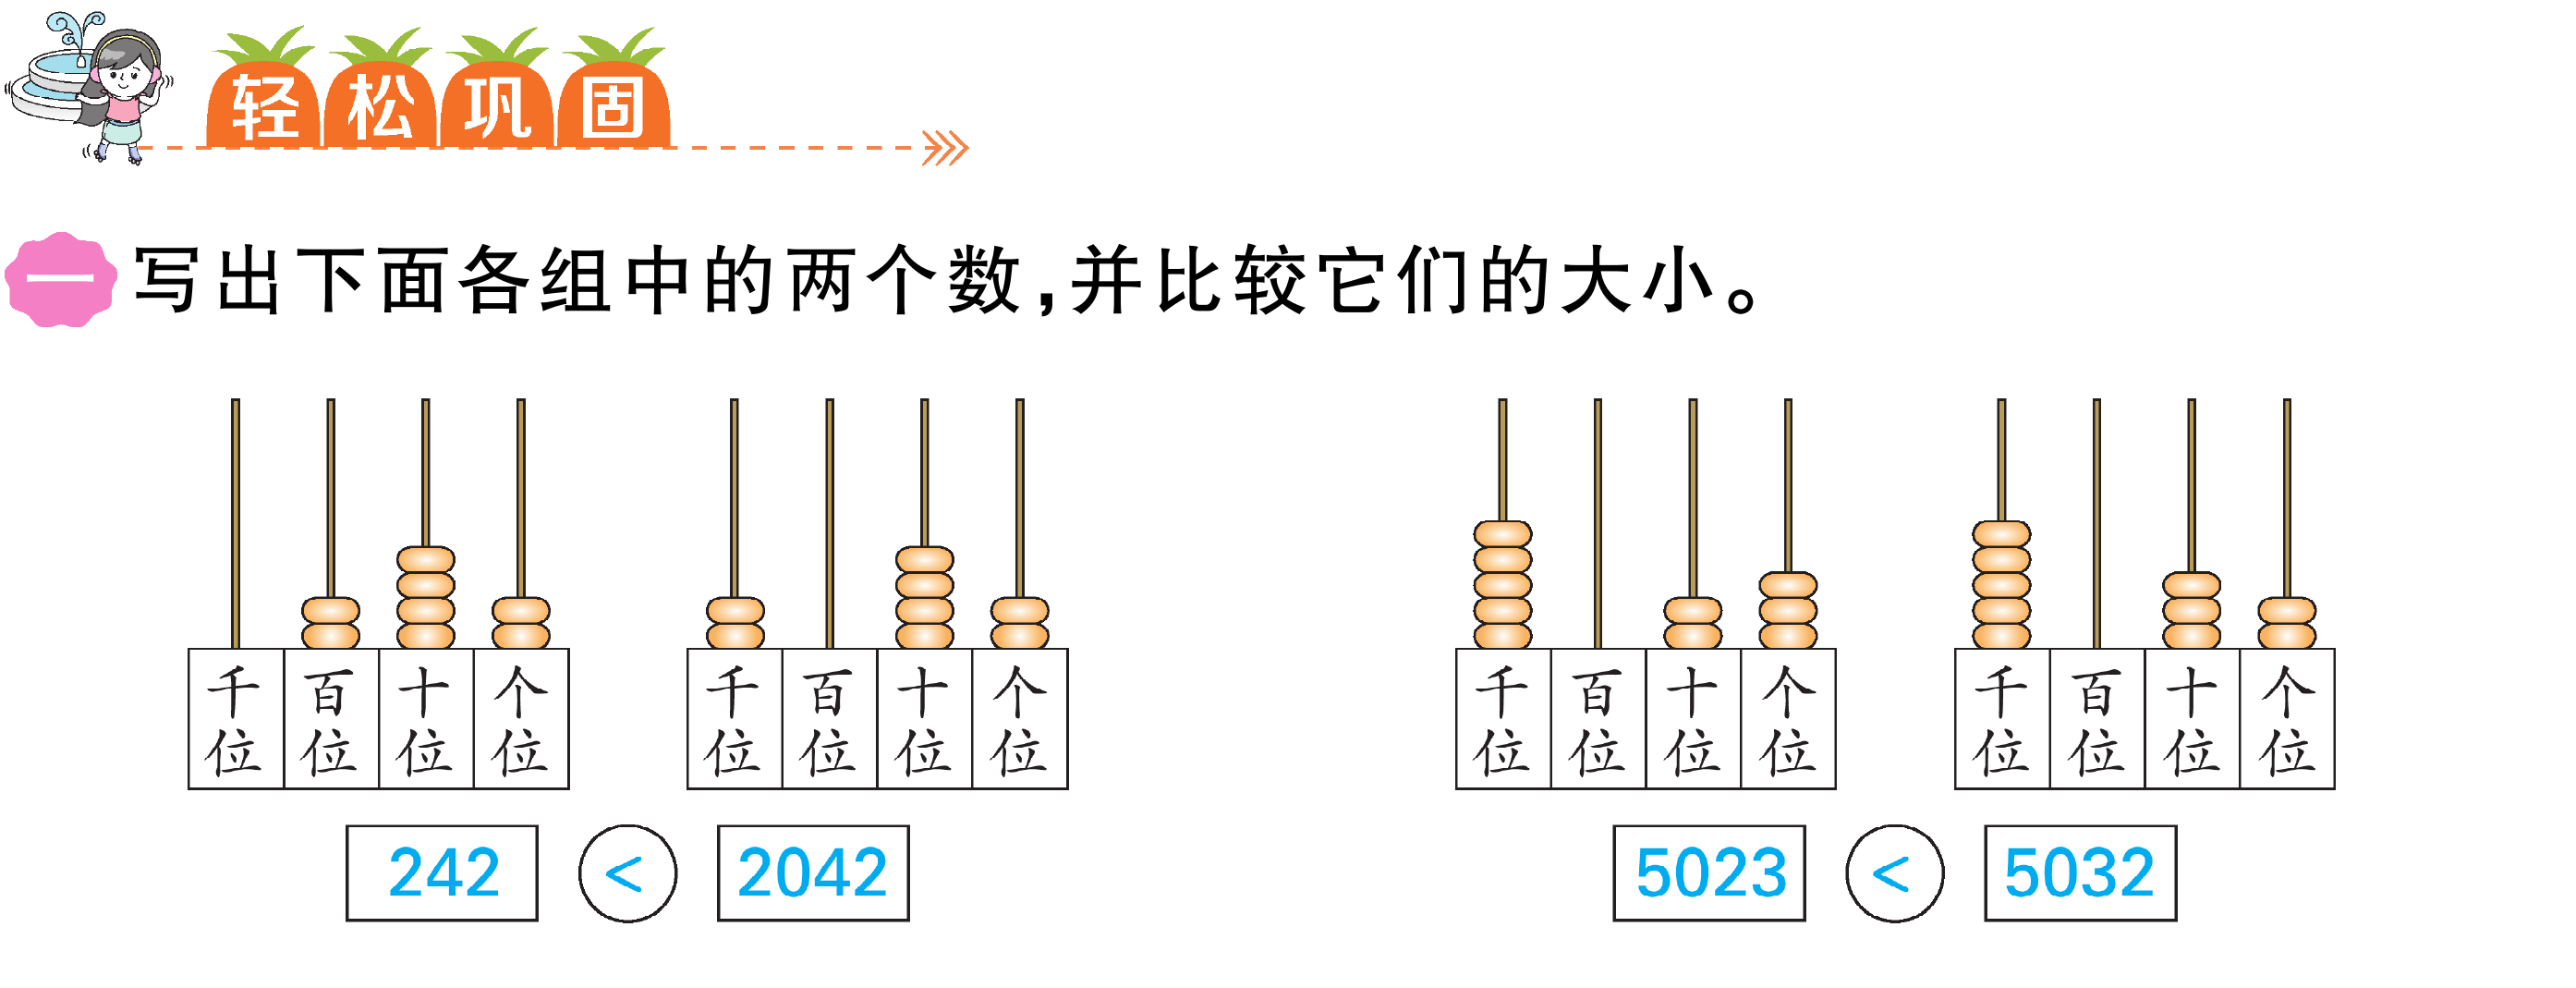 轻松巩固
一 写出下面各组中的两个数,并比较它们的大小。
千位 百位 十位 个位 千位 百位 十位 个位 千位 百位 十位 个位 千位 百位 十位 个位
242 < 2042 5023 < 5032